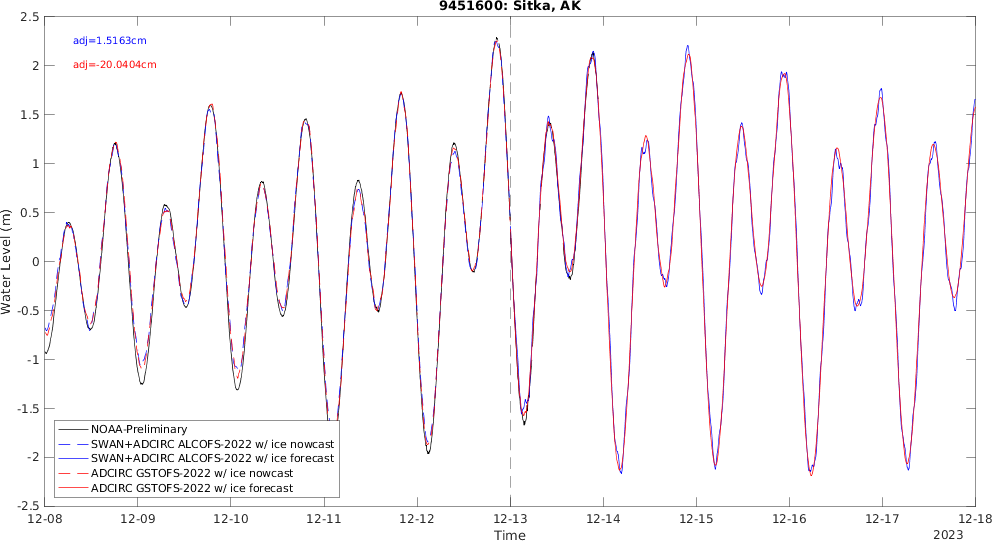 9451600: Sitka, AK
adj=1.5163cm
adj=-20.0404cm
Water Level (m)
2.5
2
1.5
1
0.5
0
-0.5
-1
-1.5
-2
-2.5
NOAA-Preliminary
SWAN+ADCIRC ALCOFS-2022 w/ ice nowcast
SWAN+ADCIRC ALCOFS-2022 w/ ice forecast
ADCIRC GSTOFS-2022 w/ ice nowcast
ADCIRC GSTOFS-2022 w/ ice forecast
12-08 12-09 12-10 12-11 12-12 12-13 12-14 12-15 12-16 12-17 12-18
Time
2023